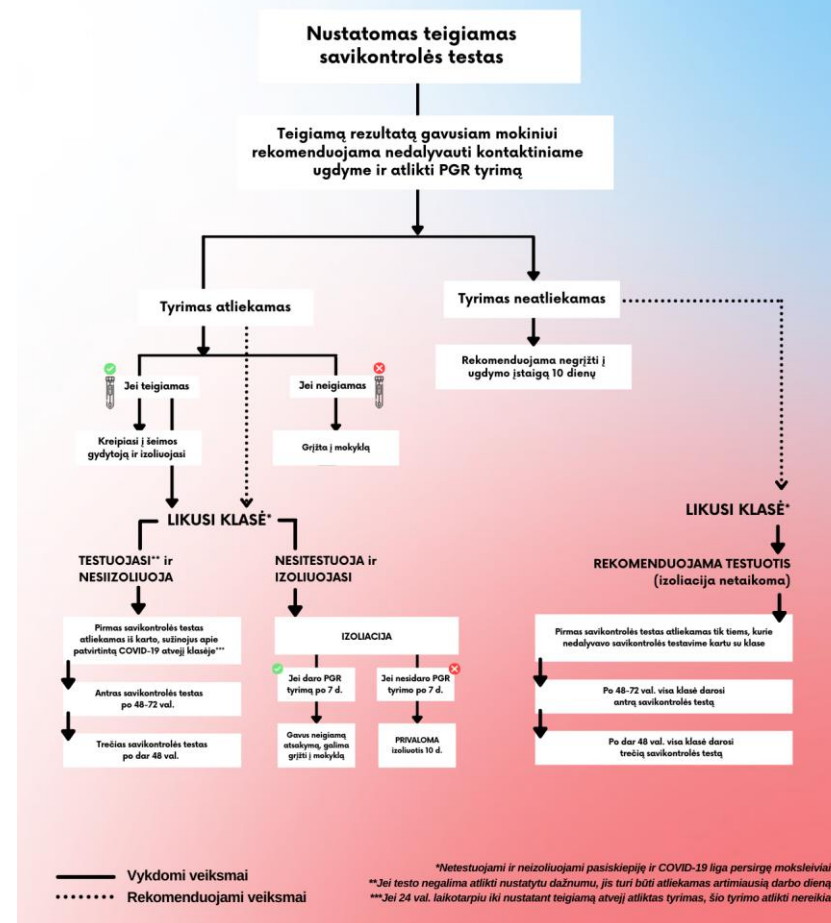 Nustatomas teigiamas
savikontrolės testas
Teigiamą rezultatą gavusiam mokiniui
rekomenduojama nedalyvauti kontaktiniame
ugdyme ir atlikti PGR tyrimą
Tyrimas atliekamas
Tyrimas neatliekamas
Jei teigiamas
Jei neigiamas
Rekomenduojama negrįžti į
ugdymo įstaigą 10 dienų
Kreipiasi į šeimos
gydytoją ir izoliuojasi
Grįžta į mokyklą
LIKUSI KLASĖ*
TESTUOJASI** ir
NESIIZOLIUOJA
NESITESTUOJA ir
IZOLIUOJASI
Pirmas savikontrolės testas
atliekamas iš karto, sužinojus apie
patvirtintą COVID-19 atvejį klasėje***
Antras savikontrolės testas
po 48-72 val.
Trečias savikontrolės testas
po dar 48 val.
IZOLIACIJA
Jei daro PGR
tyrimą po 7 d.
Jei nesidaro PGR
tyrimo po 7 d.
Gavus neigiamą
atsakymą, galima
grįžti į mokyklą
PRIVALOMA
izoliuotis 10 d.
LIKUSI KLASĖ*
REKOMENDUOJAMA TESTUOTIS
(izoliacija netaikoma)
Pirmas savikontrolės testas atliekamas tik tiems, kurie
nedalyvavo savikontrolės testavime kartu su klase
Po 48-72 val. visa klasė darosi
antrą savikontrolės testą
Po dar 48 val. visa klasė darosi
trečią savikontrolės testą
Vykdomi veiksmai
Rekomenduojami veiksmai
*Netestuojami ir neizoliuojami pasiskiepiję ir COVID-19 liga persirgę moksleiviai
**Jei testo negalima atlikti nustatytu dažnumu, jis turi būti atliekamas artimiausią darbo dieną
***Jei 24 val. laikotarpiu iki nustatant teigiamą atvejį atliktas tyrimas, šio tyrimo atlikti nereikia